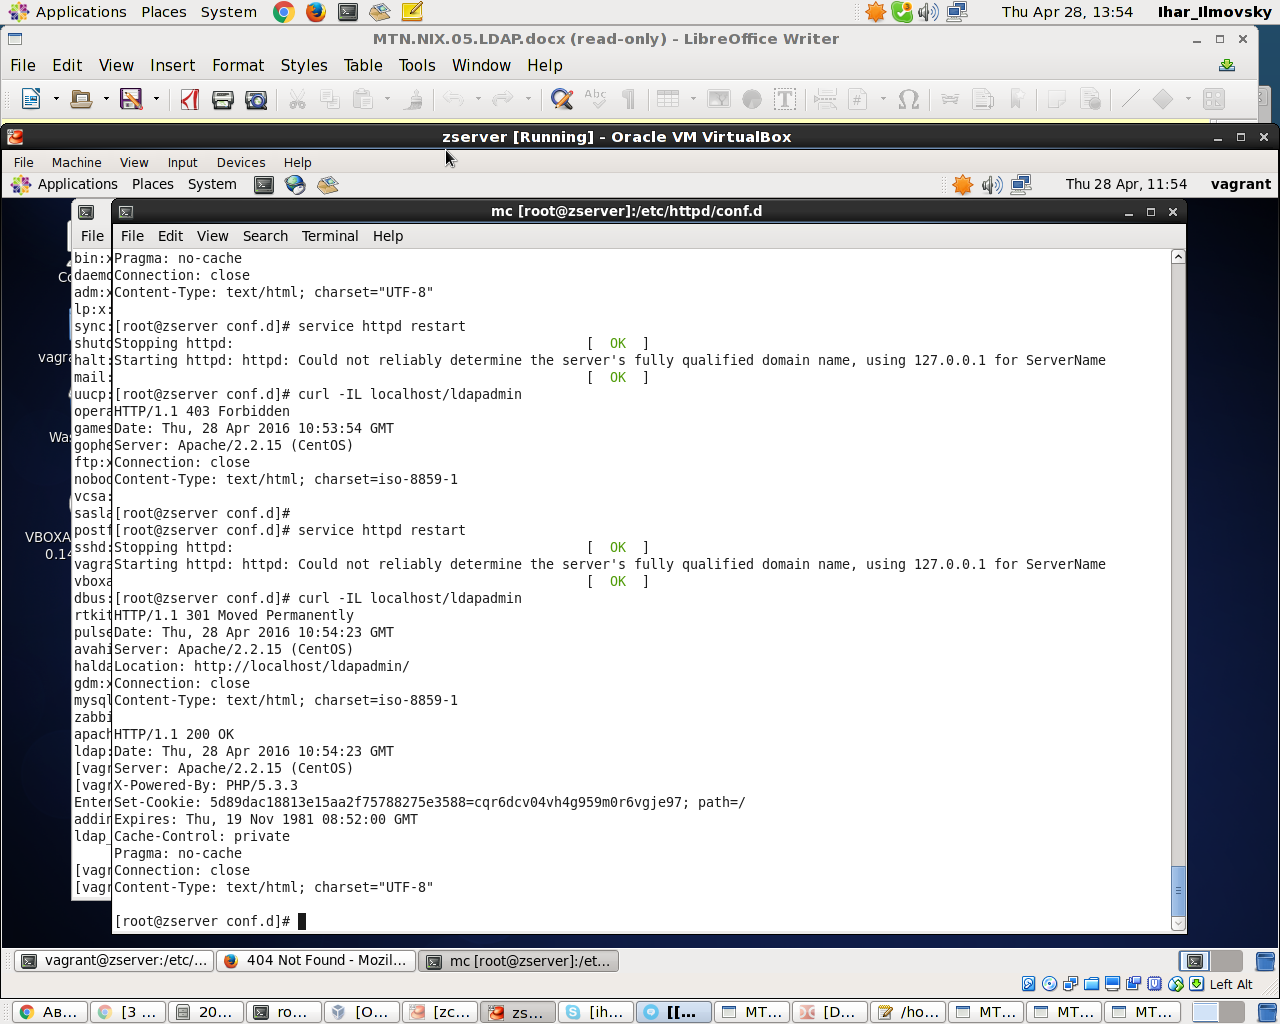 Applications Places System
Thu Apr 28, 13:54 Ihar_Ilmovsky
MTN.NIX.05.LDAP.docx (read-only) - LibreOffice Writer
File Edit View Insert Format Styles Table Tools Window Help
zserver [Running] - Oracle VM VirtualBox
File Machine View Input Devices Help
Applications Places System
Thu 28 Apr, 11:54 vagrant
mc [root@zserver]:/etc/httpd/conf.d
File
File Edit View Search Terminal Help
bin:x
daemo
adm:x
lp:x:
sync:
shutd
halt:
mail:
uucp:
opera
games
gophe
ftp:x
nobod
vcsa:
sasla
postf
sshd:
vagra
vboxa
dbus:
rtkit
pulse
avahi
halda
gdm:x
mysql
zabbi
apach
ldap:
[vagr
[vagr
Enter
addin
ldap_
[vagr
[vagr
Pragma: no-cache
Connection: close
Content-Type: text/html; charset="UTF-8"
[root@zserver conf.d]# service httpd restart
Stopping httpd: [ OK ]
Starting httpd: httpd: Could not reliably determine the server's fully qualified domain name, using 127.0.0.1 for ServerName
[ OK ]
[root@zserver conf.d]# curl -IL localhost/ldapadmin
HTTP/1.1 403 Forbidden
Date: Thu, 28 Apr 2016 10:53:54 GMT
Server: Apache/2.2.15 (CentOS)
Connection: close
Content-Type: text/html; charset=iso-8859-1
[root@zserver conf.d]#
[root@zserver conf.d]# service httpd restart
Stopping httpd: [ OK ]
Starting httpd: httpd: Could not reliably determine the server's fully qualified domain name, using 127.0.0.1 for ServerName
[ OK ]
[root@zserver conf.d]# curl -IL localhost/ldapadmin
HTTP/1.1 301 Moved Permanently
Date: Thu, 28 Apr 2016 10:54:23 GMT
Server: Apache/2.2.15 (CentOS)
Location: http://localhost/ldapadmin/
Connection: close
Content-Type: text/html; charset=iso-8859-1
HTTP/1.1 200 OK
Date: Thu, 28 Apr 2016 10:54:23 GMT
Server: Apache/2.2.15 (CentOS)
X-Powered-By: PHP/5.3.3
Set-Cookie: 5d89dac18813e15aa2f75788275e3588=cqr6dcv04vh4g959m0r6vgje97; path=/
Expires: Thu, 19 Nov 1981 08:52:00 GMT
Cache-Control: private
Pragma: no-cache
Connection: close
Content-Type: text/html; charset="UTF-8"
[root@zserver conf.d]#
Co
vagra
Was
VBOXA
0.14
vagrant@zserver:/etc/... 404 Not Found - Mozil... mc [root@zserver]:/et...
Left Alt
Ав... [3 ... 20... ro... [O... [zc... zs... [ih... [[... MT... [D... /ho... MT... MT... MT...